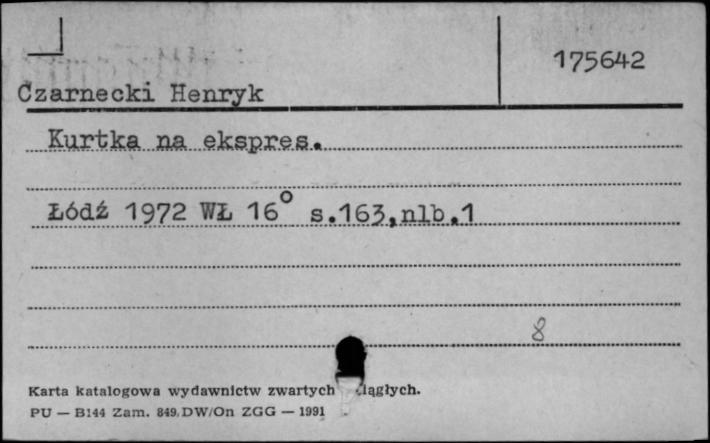 175642
Czarnecki Henryk
Kurtka na ekspres.
Łódź 1972 WŁ 16° s.163,nlb.1
8
Karta katalogowa wydawnictw zwartych
PU — B144 Zam. 849. DW/On ZGG — 1991